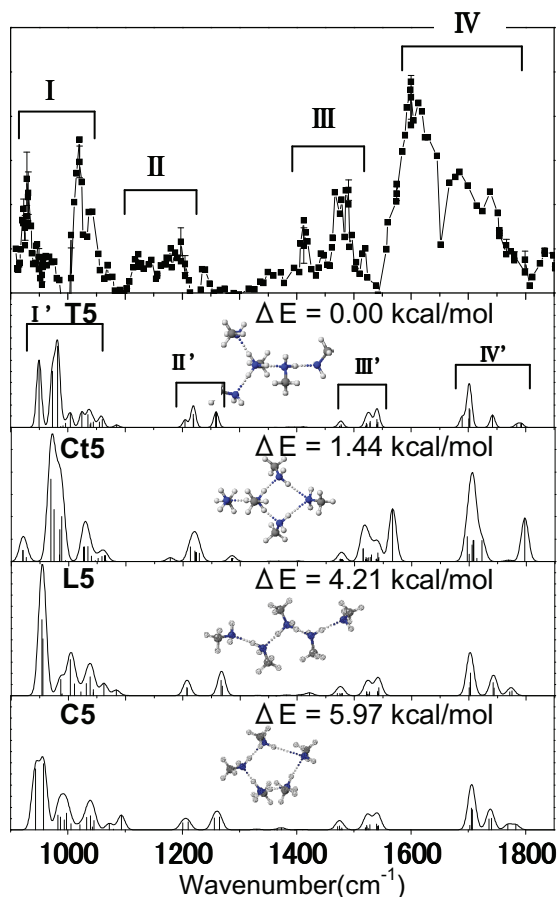 IV
I
II
III
I' T5
ΔE = 0.00 kcal/mol
II'
III'
IV'
Ct5
ΔE = 1.44 kcal/mol
L5
ΔE = 4.21 kcal/mol
C5
ΔE = 5.97 kcal/mol
1000 1200 1400 1600 1800
Wavenumber(cm⁻¹)